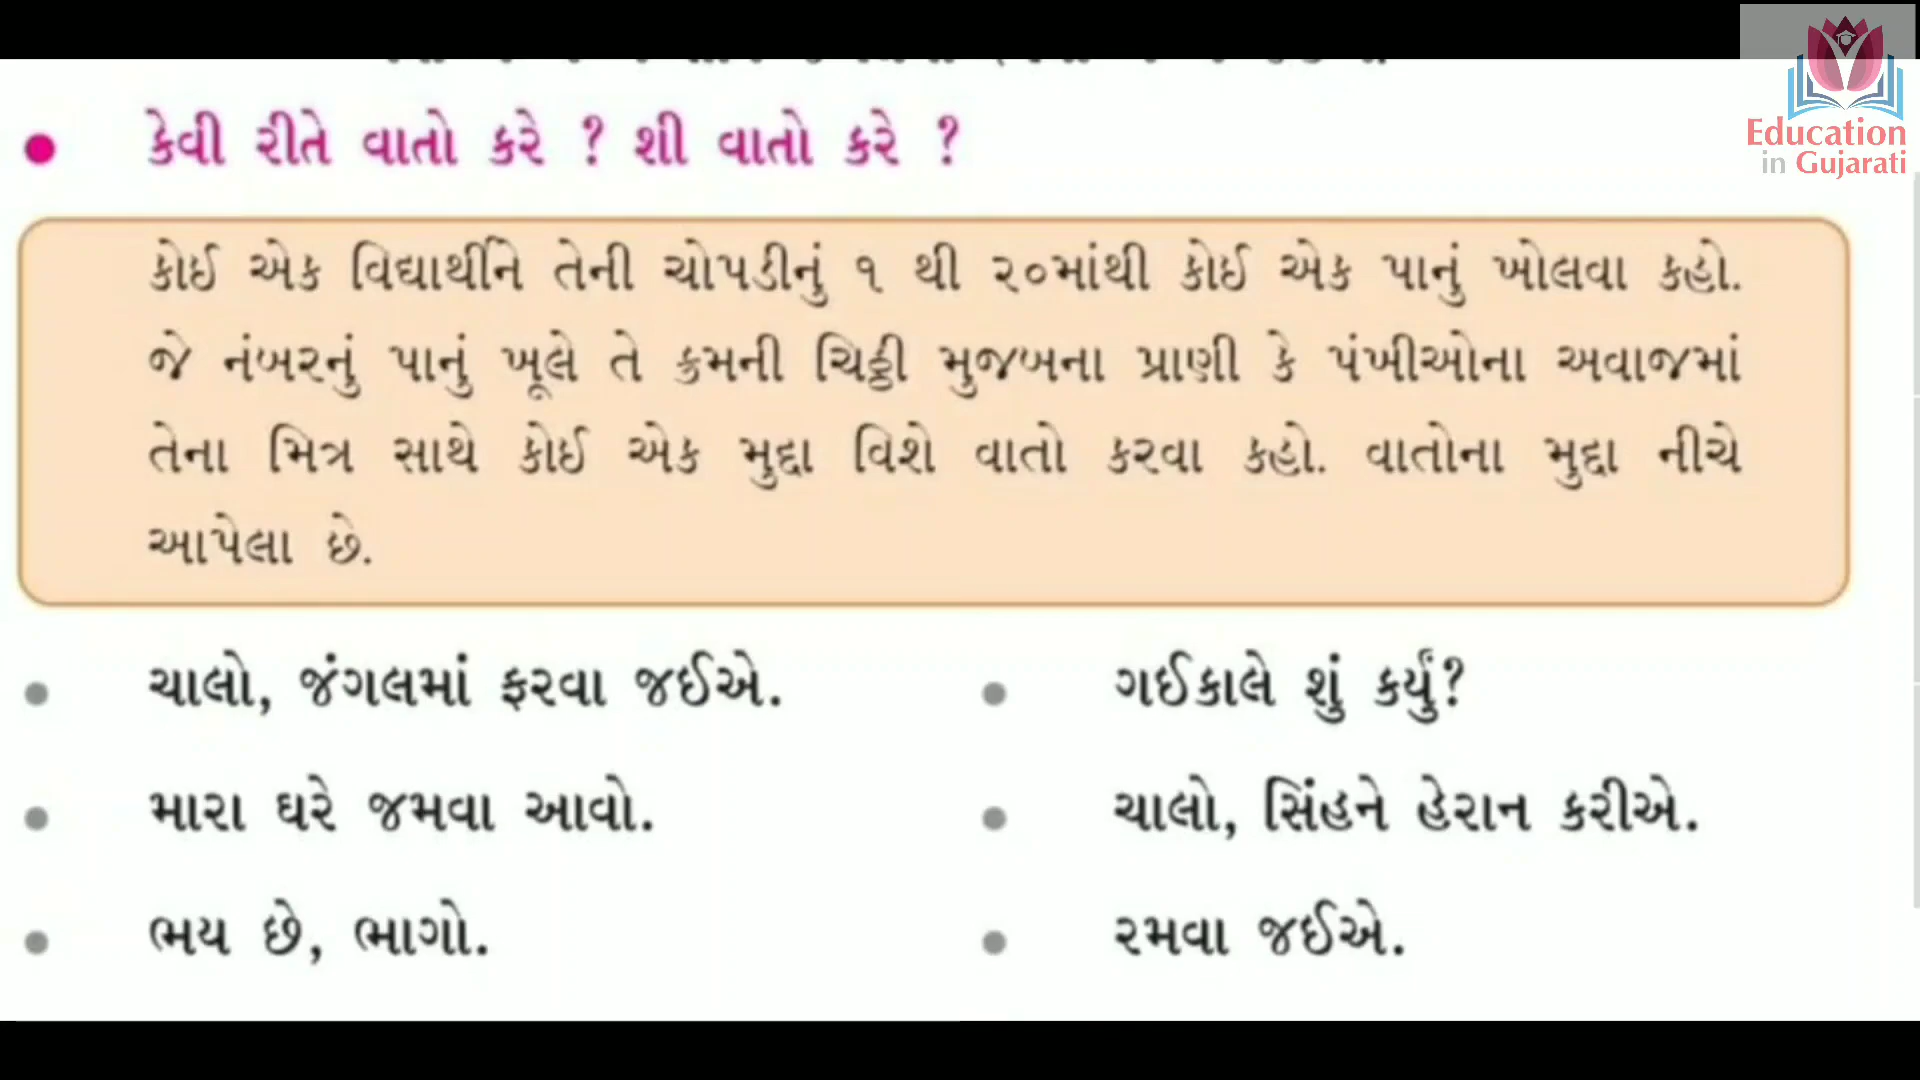 Education
in Gujarati
કેવી રીતે વાતો કરે ? શી વાતો કરે ?
કોઈ એક વિદ્યાર્થીને તેની ચોપડીનું ૧ થી ૨૦માંથી કોઈ એક પાનું ખોલવા કહો.
જે નંબરનું પાનું ખૂલે તે ક્રમની ચિઠ્ઠી મુજબના પ્રાણી કે પંખીઓના અવાજમાં
તેના મિત્ર સાથે કોઈ એક મુદ્દા વિશે વાતો કરવા કહો. વાતોના મુદ્દા નીચે
આપેલા છે.
ચાલો, જંગલમાં ફરવા જઈએ.
ગઈકાલે શું કર્યું?
મારા ઘરે જમવા આવો.
ચાલો, સિંહને હેરાન કરીએ.
ભય છે, ભાગો.
રમવા જઈએ.